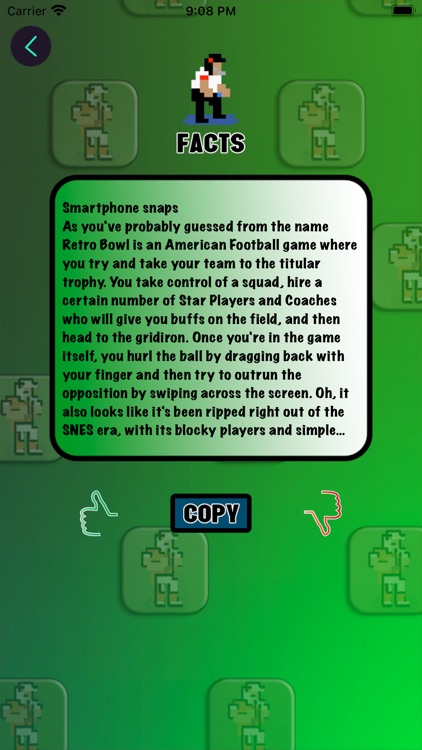 Carrier 9:08 PM
FACTS
Smartphone snaps
As you've probably guessed from the name
Retro Bowl is an American Football game where
you try and take your team to the titular
trophy. You take control of a squad, hire a
certain number of Star Players and Coaches
who will give you buffs on the field, and then
head to the gridiron. Once you're in the game
itself, you hurl the ball by dragging back with
your finger and then try to outrun the
opposition by swiping across the screen. Oh, it
also looks like it's been ripped right out of the
SNES era, with its blocky players and simple...
COPY